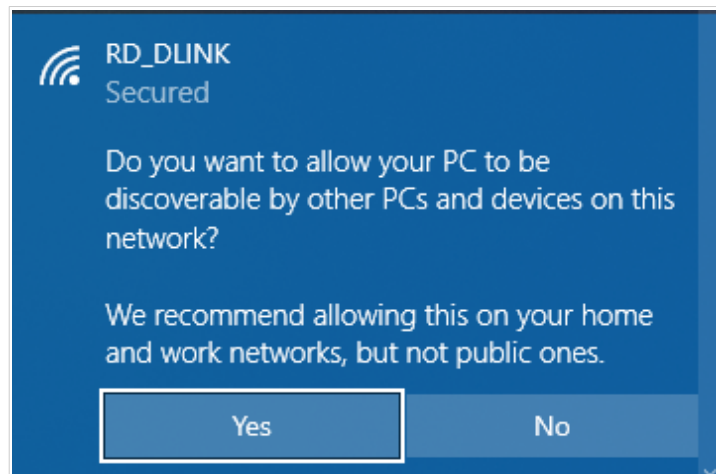 RD_DLINK
Secured
Do you want to allow your PC to be
discoverable by other PCs and devices on this
network?
We recommend allowing this on your home
and work networks, but not public ones.
Yes
No